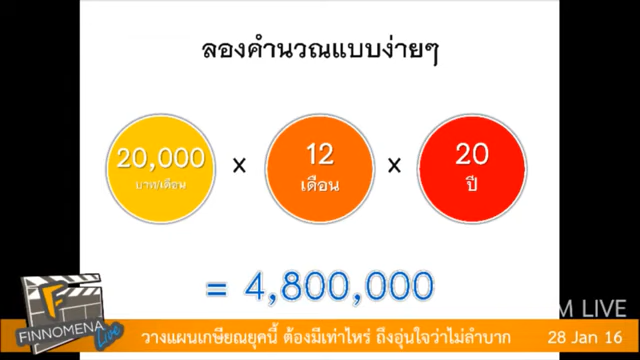 ลองคำนวณแบบง่ายๆ
20,000
บาท/เดือน
x
12
เดือน
x
20
ปี
= 4,800,000
M LIVE
FINNOMENA
Live
วางแผนเกษียณยุคนี้ ต้องมีเท่าไหร่ ถึงอุ่นใจว่าไม่ลำบาก
28 Jan 16